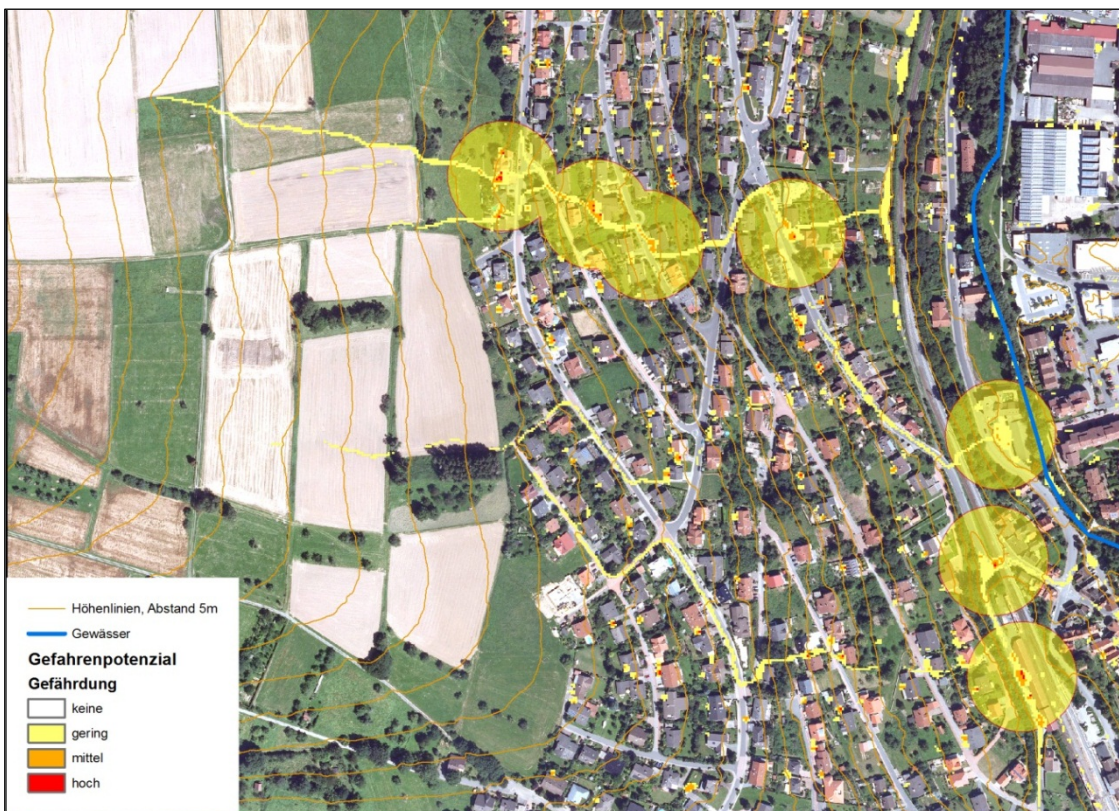 Höhenlinien, Abstand 5m
Gewässer
Gefahrenpotenzial
Gefährdung
keine
gering
mittel
hoch